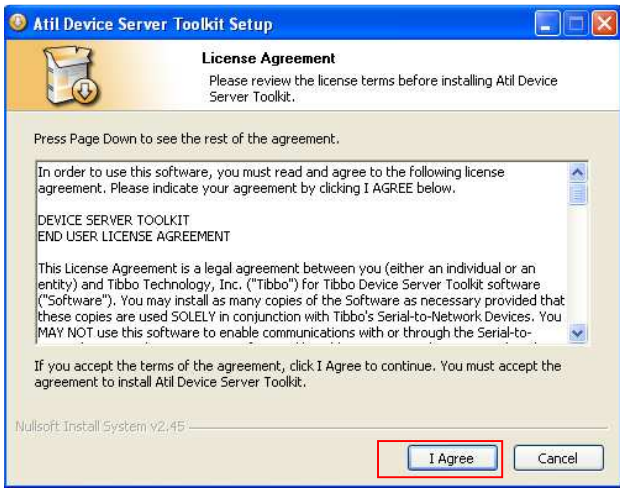 Atil Device Server Toolkit Setup
License Agreement
Please review the license terms before installing Atil Device
Server Toolkit.
Press Page Down to see the rest of the agreement.
In order to use this software, you must read and agree to the following license
agreement. Please indicate your agreement by clicking I AGREE below.
DEVICE SERVER TOOLKIT
END USER LICENSE AGREEMENT
This License Agreement is a legal agreement between you (either an individual or an
entity) and Tibbo Technology, Inc. ("Tibbo") for Tibbo Device Server Toolkit software
("Software"). You may install as many copies of the Software as necessary provided that
these copies are used SOLELY in conjunction with Tibbo's Serial-to-Network Devices. You
MAY NOT use this software to enable communications with or through the Serial-to-
If you accept the terms of the agreement, click I Agree to continue. You must accept the
agreement to install Atil Device Server Toolkit.
Nullsoft Install System v2.45
I Agree
Cancel